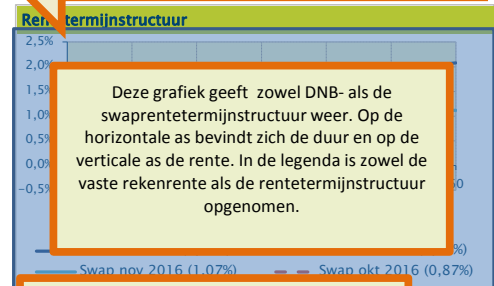 Rentetermijnstructuur
2,5%
2,0%
1,5%
1,0%
0,5%
0,0%
-0,5%
Deze grafiek geeft zowel DNB- als de
swaprentetermijnstructuur weer. Op de
horizontale as bevindt zich de duur en op de
verticale as de rente. In de legenda is zowel de
vaste rekenrente als de rentetermijnstructuur
opgenomen.
0
%)
Swap nov 2016 (1,07%) Swap okt 2016 (0,87%)